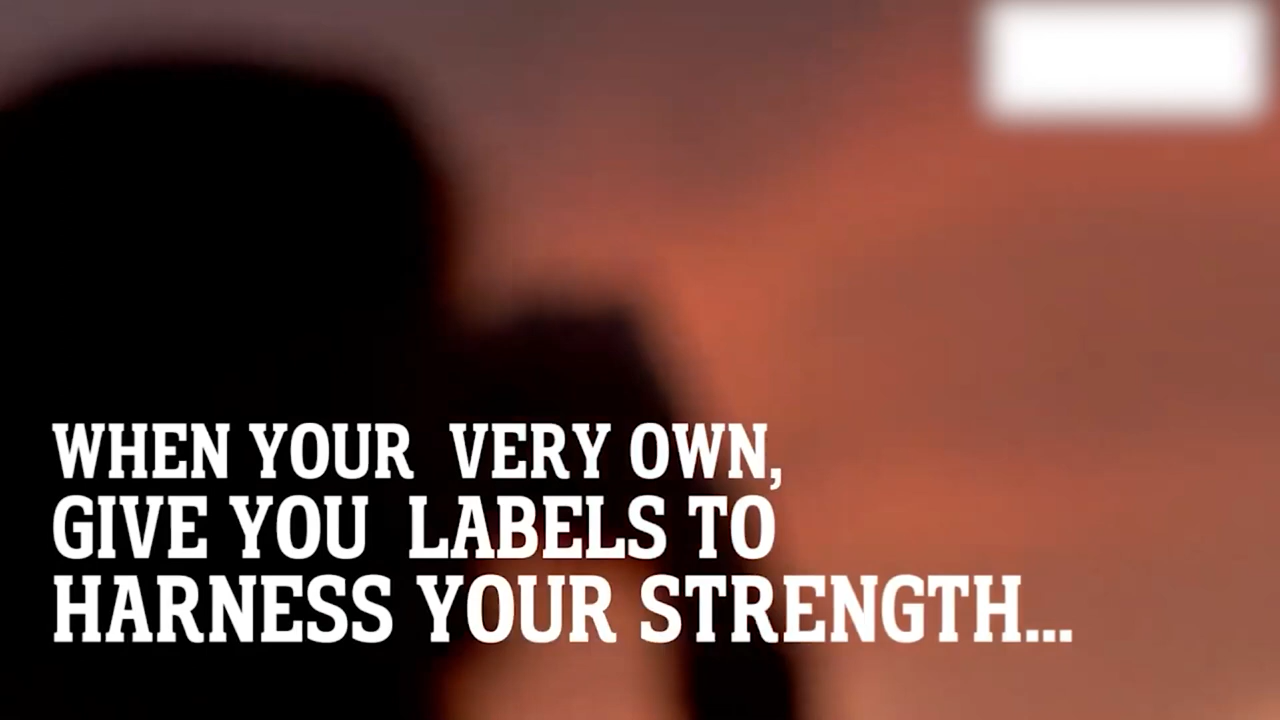 WHEN YOUR VERY OWN,
GIVE YOU LABELS TO
HARNESS YOUR STRENGTH...